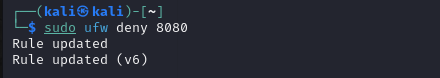 ┌──(kali㉿kali)-[~]
└─$ sudo ufw deny 8080
Rule updated
Rule updated (v6)